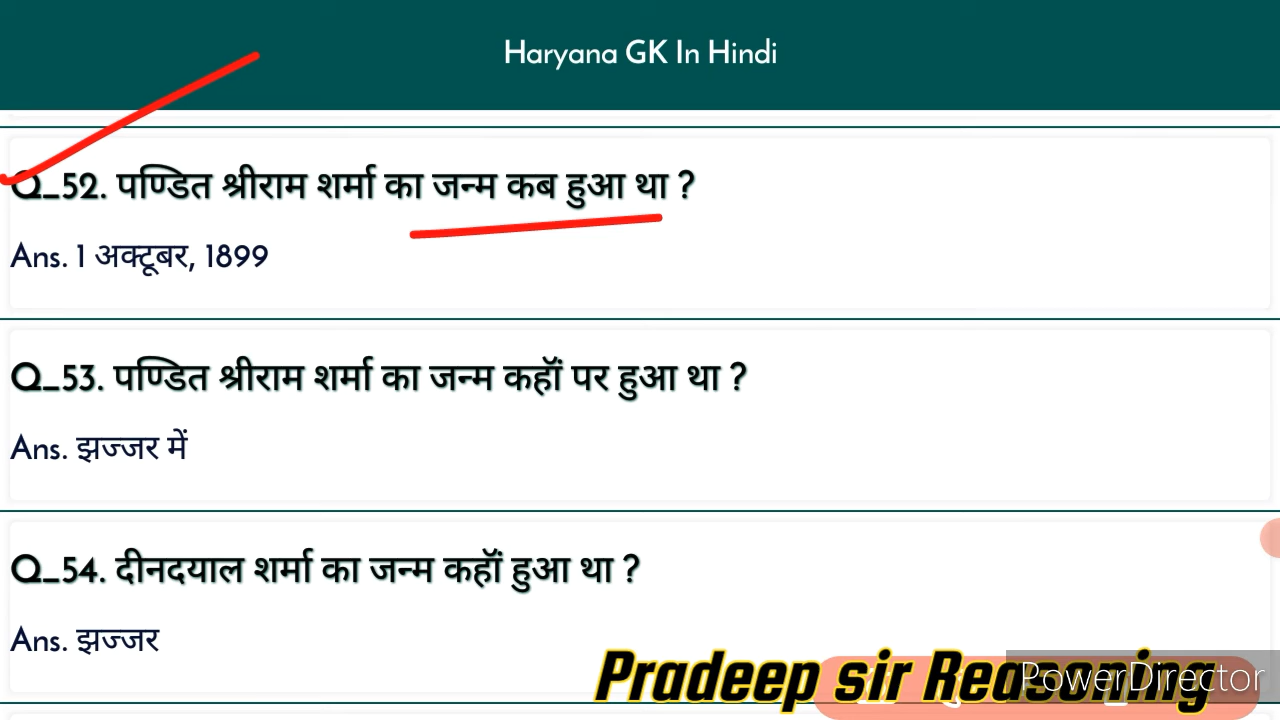 Haryana GK In Hindi
Q_52. पण्डित श्रीराम शर्मा का जन्म कब हुआ था ?
Ans. 1 अक्टूबर, 1899
Q_53. पण्डित श्रीराम शर्मा का जन्म कहाॅं पर हुआ था ?
Ans. झज्जर में
Q_54. दीनदयाल शर्मा का जन्म कहाॅं हुआ था ?
Ans. झज्जर
Pradeep sir Reasoning
PowerDirector